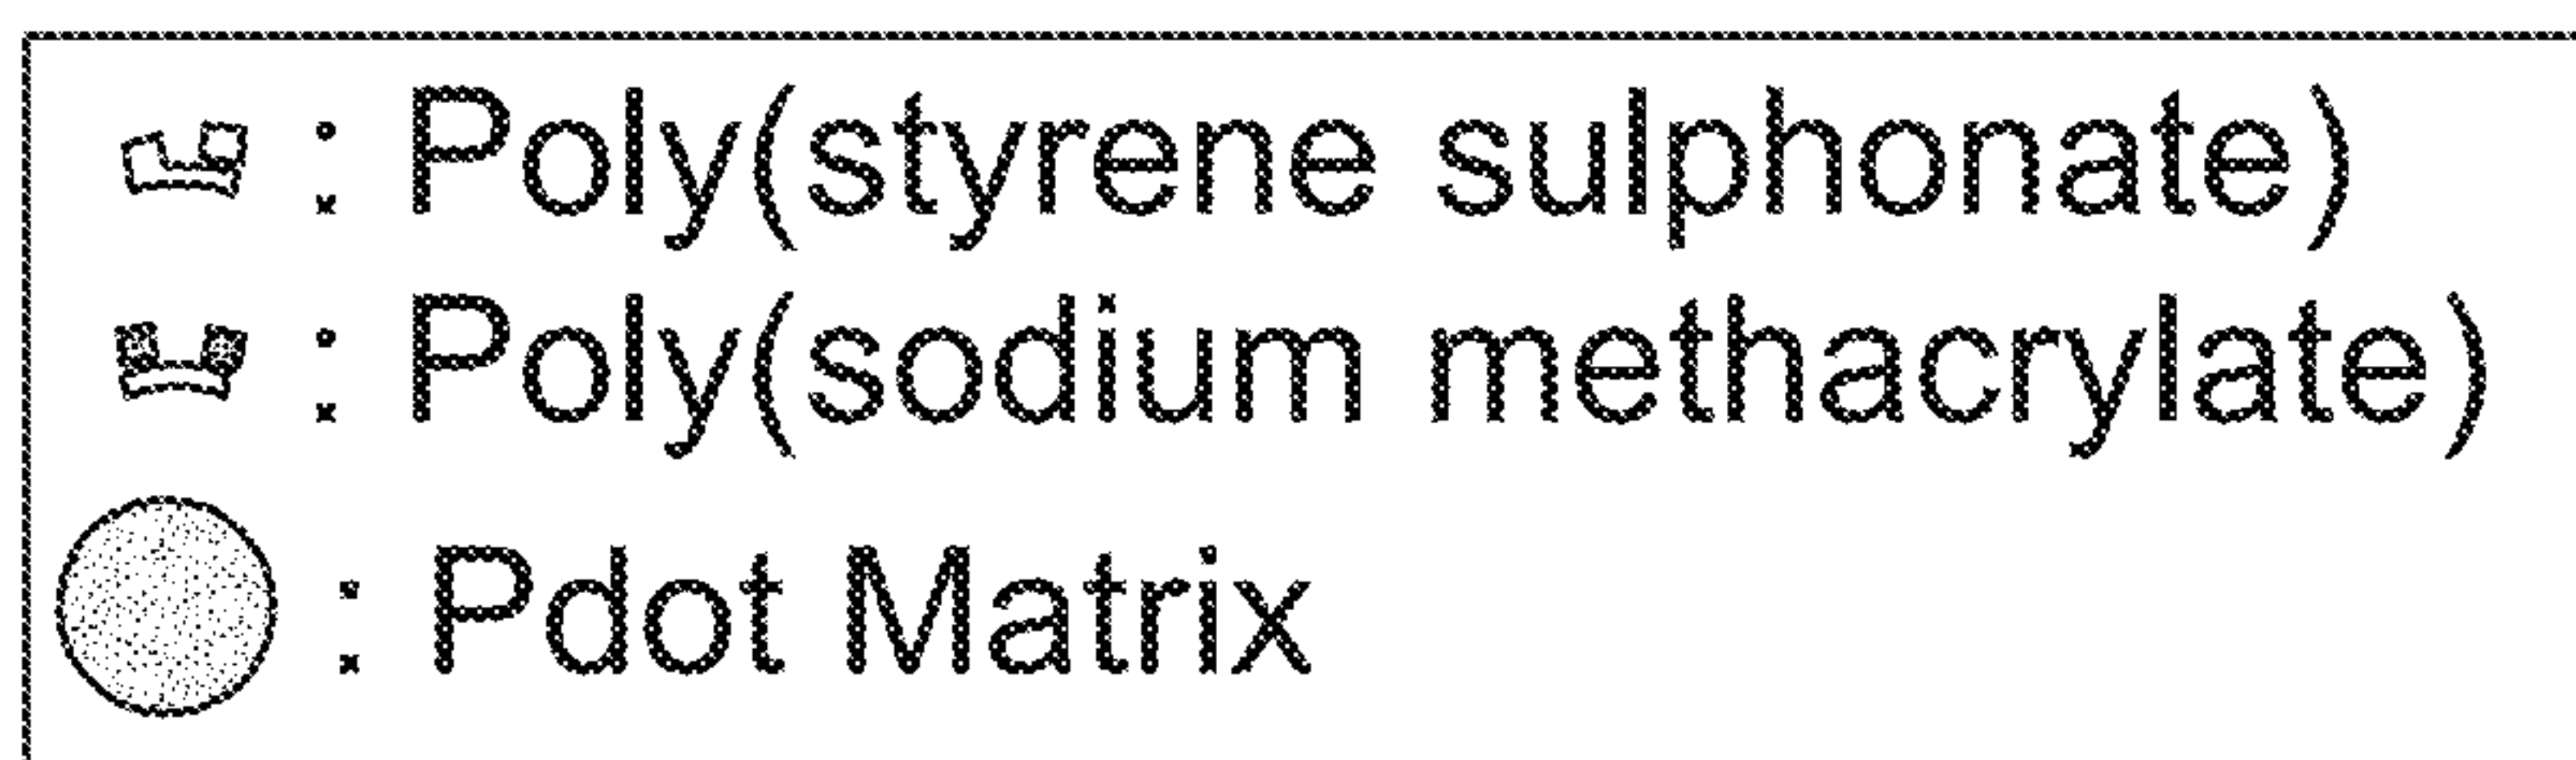 : Poly(styrene sulphonate)
: Poly(sodium methacrylate)
: Pdot Matrix